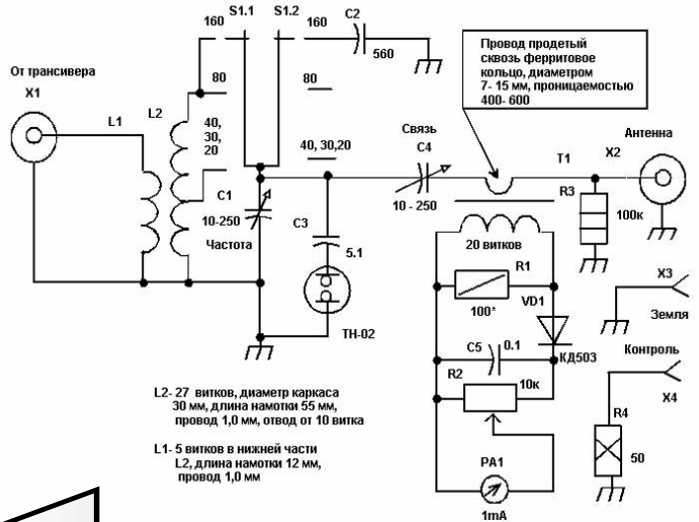 S1.1
S1.2
C2
160
160
560
От трансивера
X1
L1
L2
80
80
40,
30,
20
40, 30,20
Провод продетый
сквозь ферритовое
кольцо, диаметром
7- 15 мм, проницаемостью
400- 600
Связь
C4
10 - 250
T1
X2
Антенна
R3
100к
C1
10-250
Частота
C3
5.1
ТН-02
20 витков
R1
100*
VD1
КД503
C5
0.1
R2
10к
PA1
1mA
X3
Земля
Контроль
X4
R4
50
L2- 27 витков, диаметр каркаса
30 мм, длина намотки 55 мм,
провод 1,0 мм, отвод от 10 витка
L1- 5 витков в нижней части
L2, длина намотки 12 мм,
провод 1,0 мм